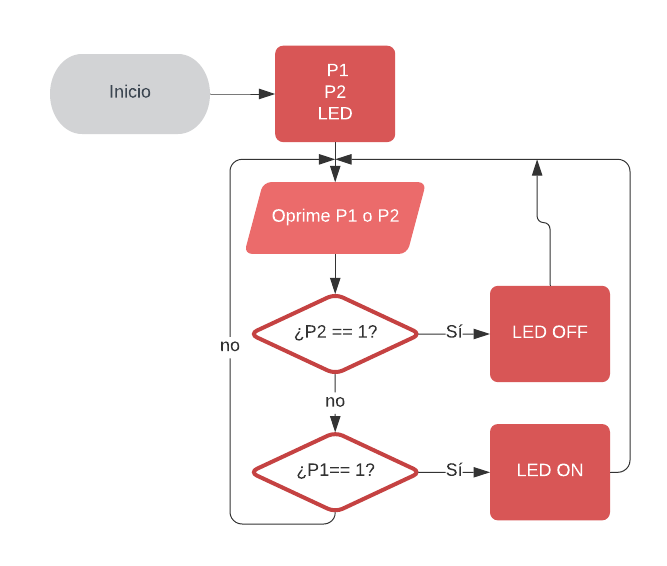 Inicio
P1
P2
LED
Oprime P1 o P2
¿P2 == 1?
Sí
LED OFF
no
no
¿P1== 1?
Sí
LED ON